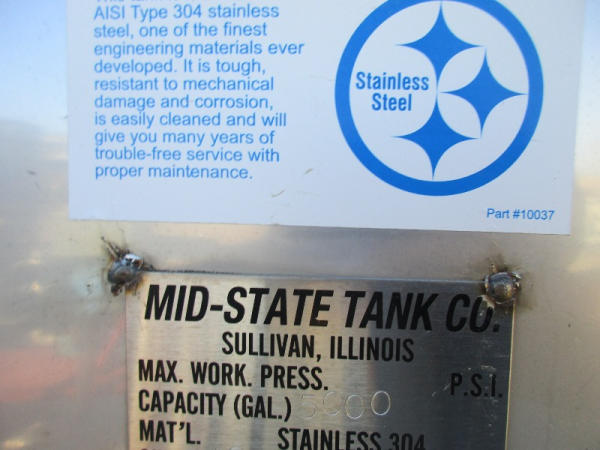 AISI Type 304 stainless
steel, one of the finest
engineering materials ever
developed. It is tough,
resistant to mechanical
damage and corrosion,
is easily cleaned and will
give you many years of
trouble-free service with
proper maintenance.
Stainless
Steel
Part #10037
MID-STATE TANK CO.
SULLIVAN, ILLINOIS
MAX. WORK. PRESS. P.S.I.
CAPACITY (GAL.) 5000
MAT'L. STAINLESS 304